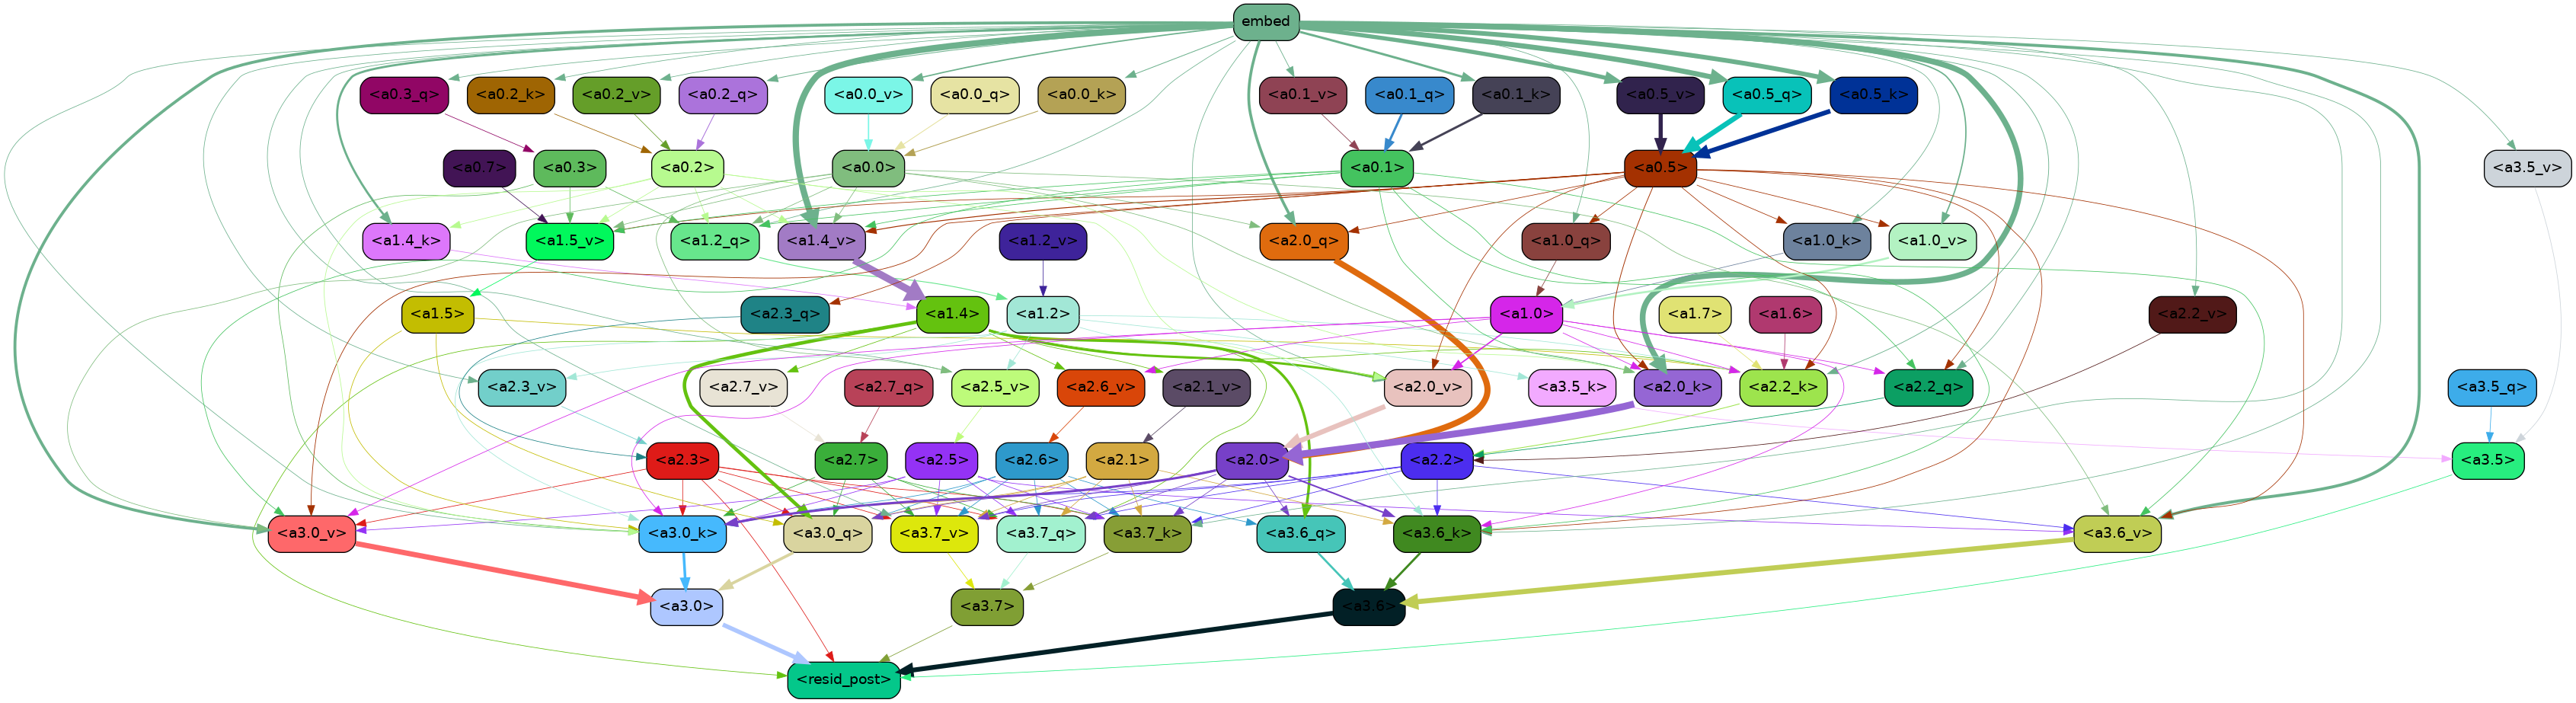 embed
<a0.3_q>
<a0.2_k>
<a0.2_v>
<a0.2_q>
<a0.0_v>
<a0.0_q>
<a0.0_k>
<a0.1_v>
<a0.1_q>
<a0.1_k>
<a0.5_v>
<a0.5_q>
<a0.5_k>
<a0.7>
<a0.3>
<a0.2>
<a0.0>
<a0.1>
<a0.5>
<a3.5_v>
<a1.4_k>
<a1.5_v>
<a1.2_q>
<a1.4_v>
<a1.2_v>
<a2.0_q>
<a1.0_q>
<a1.0_k>
<a1.0_v>
<a1.5>
<a2.3_q>
<a1.4>
<a1.2>
<a1.0>
<a1.7>
<a1.6>
<a2.2_v>
<a2.3_v>
<a2.7_v>
<a2.7_q>
<a2.5_v>
<a2.6_v>
<a2.1_v>
<a2.0_v>
<a3.5_k>
<a2.0_k>
<a2.2_k>
<a2.2_q>
<a3.5_q>
<a2.3>
<a2.7>
<a2.5>
<a2.6>
<a2.1>
<a2.0>
<a2.2>
<a3.5>
<a3.0_v>
<a3.0_k>
<a3.0_q>
<a3.7_v>
<a3.7_q>
<a3.7_k>
<a3.6_q>
<a3.6_k>
<a3.6_v>
<a3.0>
<a3.7>
<a3.6>
<resid_post>